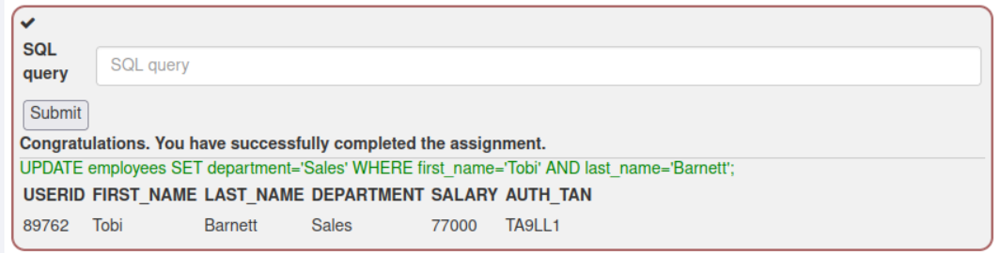 SQL query
SQL query
Submit
Congratulations. You have successfully completed the assignment.
UPDATE employees SET department='Sales' WHERE first_name='Tobi' AND last_name='Barnett';
USERID FIRST_NAME LAST_NAME DEPARTMENT SALARY AUTH_TAN
89762 Tobi Barnett Sales 77000 TA9LL1